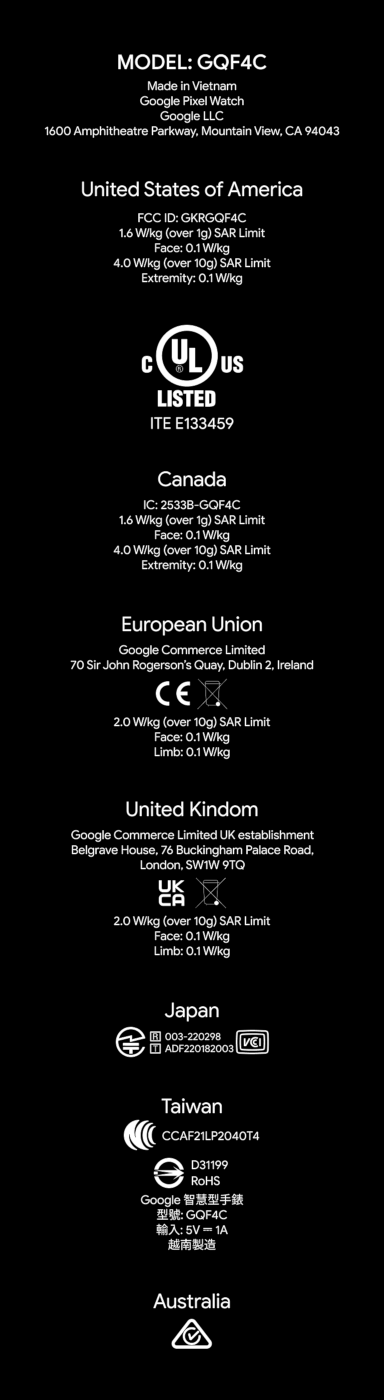 MODEL: GQF4C
Made in Vietnam
Google Pixel Watch
Google LLC
1600 Amphitheatre Parkway, Mountain View, CA 94043
United States of America
FCC ID: GKRGQF4C
1.6 W/kg (over 1g) SAR Limit
Face: 0.1 W/kg
4.0 W/kg (over 10g) SAR Limit
Extremity: 0.1 W/kg
C UL US
®
LISTED
ITE E133459
Canada
IC: 2533B-GQF4C
1.6 W/kg (over 1g) SAR Limit
Face: 0.1 W/kg
4.0 W/kg (over 10g) SAR Limit
Extremity: 0.1 W/kg
European Union
Google Commerce Limited
70 Sir John Rogerson's Quay, Dublin 2, Ireland
CE
2.0 W/kg (over 10g) SAR Limit
Face: 0.1 W/kg
Limb: 0.1 W/kg
United Kindom
Google Commerce Limited UK establishment
Belgrave House, 76 Buckingham Palace Road,
London, SW1W 9TQ
UK
CA
2.0 W/kg (over 10g) SAR Limit
Face: 0.1 W/kg
Limb: 0.1 W/kg
Japan
R 003-220298
T ADF220182003
VCI
Taiwan
CCAF21LP2040T4
D31199
RoHS
Google 智慧型手錶
型號: GQF4C
輸入: 5V ⎓ 1A
越南製造
Australia